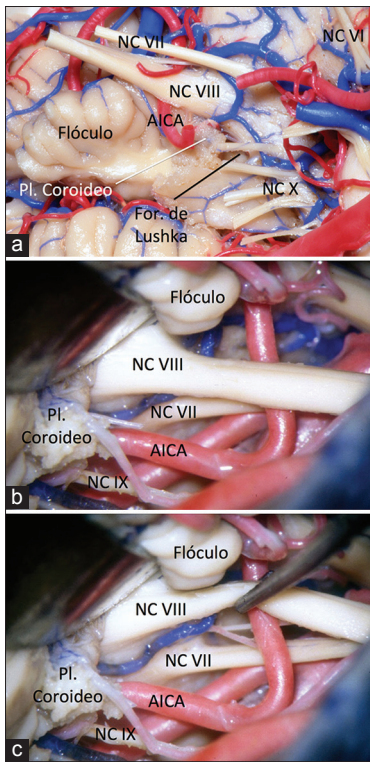 NC VII
NC VI
NC VIII
Flóculo
AICA
Pl. Coroideo
NC X
For. de
Lushka
a
Flóculo
NC VIII
Pl.
Coroideo
NC VII
AICA
NC IX
b
Flóculo
NC VIII
Pl.
Coroideo
NC VII
AICA
NC IX
c